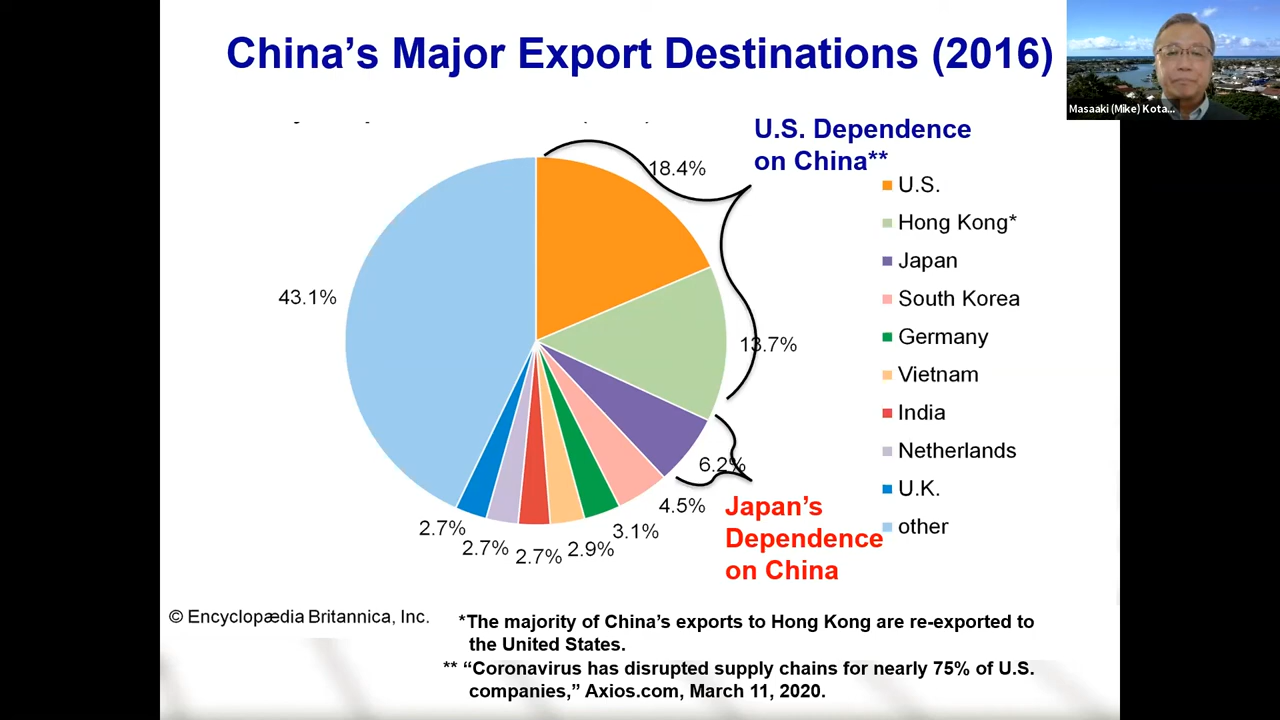 China’s Major Export Destinations (2016)
Masaaki (Mike) Kota...
U.S. Dependence
on China**
18.4%
13.7%
6.2%
4.5%
3.1%
2.9%
2.7%
2.7%
2.7%
43.1%
U.S.
Hong Kong*
Japan
South Korea
Germany
Vietnam
India
Netherlands
U.K.
other
Japan’s
Dependence
on China
© Encyclopædia Britannica, Inc.
*The majority of China’s exports to Hong Kong are re-exported to
the United States.
** “Coronavirus has disrupted supply chains for nearly 75% of U.S.
companies,” Axios.com, March 11, 2020.